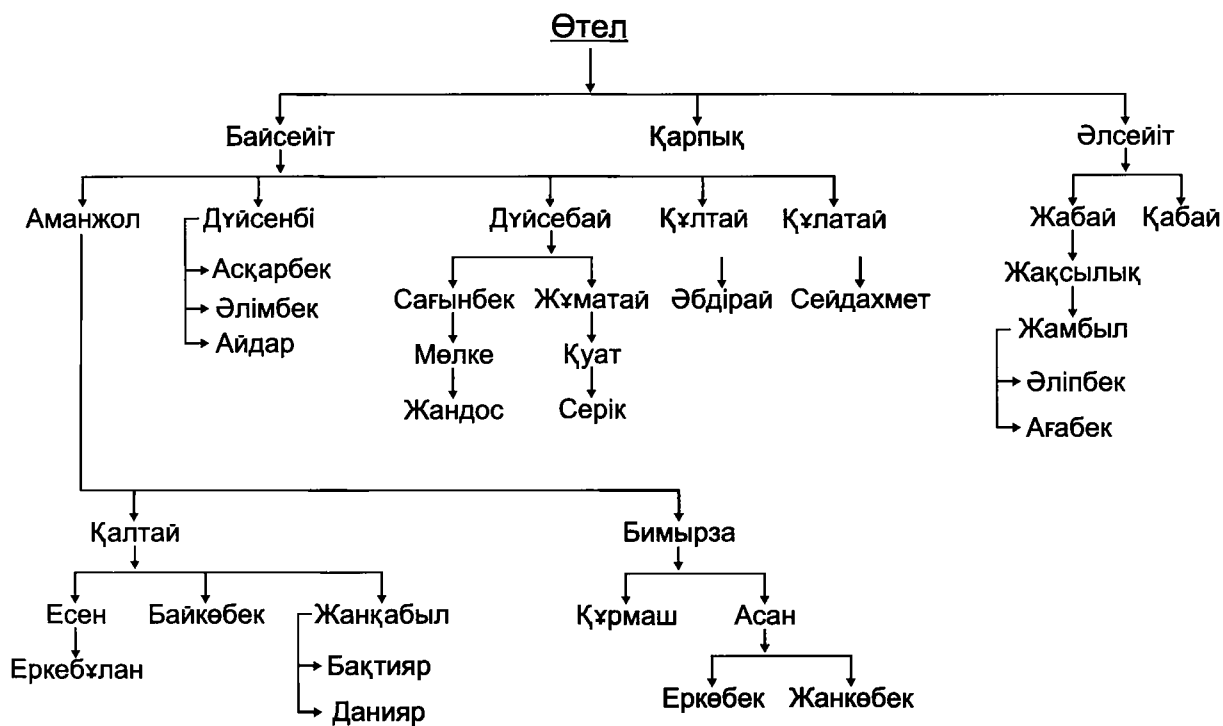 Өтел
Байсейіт Қарпық Әлсейіт
Аманжол Дүйсенбі Дүйсебай Құлтай Құлатай Жабай Қабай
Асқарбек Жақсылық
Сағынбек Жұматай Әбдірай Сейдахмет
Әлімбек Жамбыл
Айдар Мөлке Қуат
Әліпбек
Жандос Серік
Ағабек
Қалтай Бимырза
Есен Байкөбек Жанқабыл Құрмаш Асан
Еркебұлан Бақтияр
Еркөбек Жанкөбек
Данияр